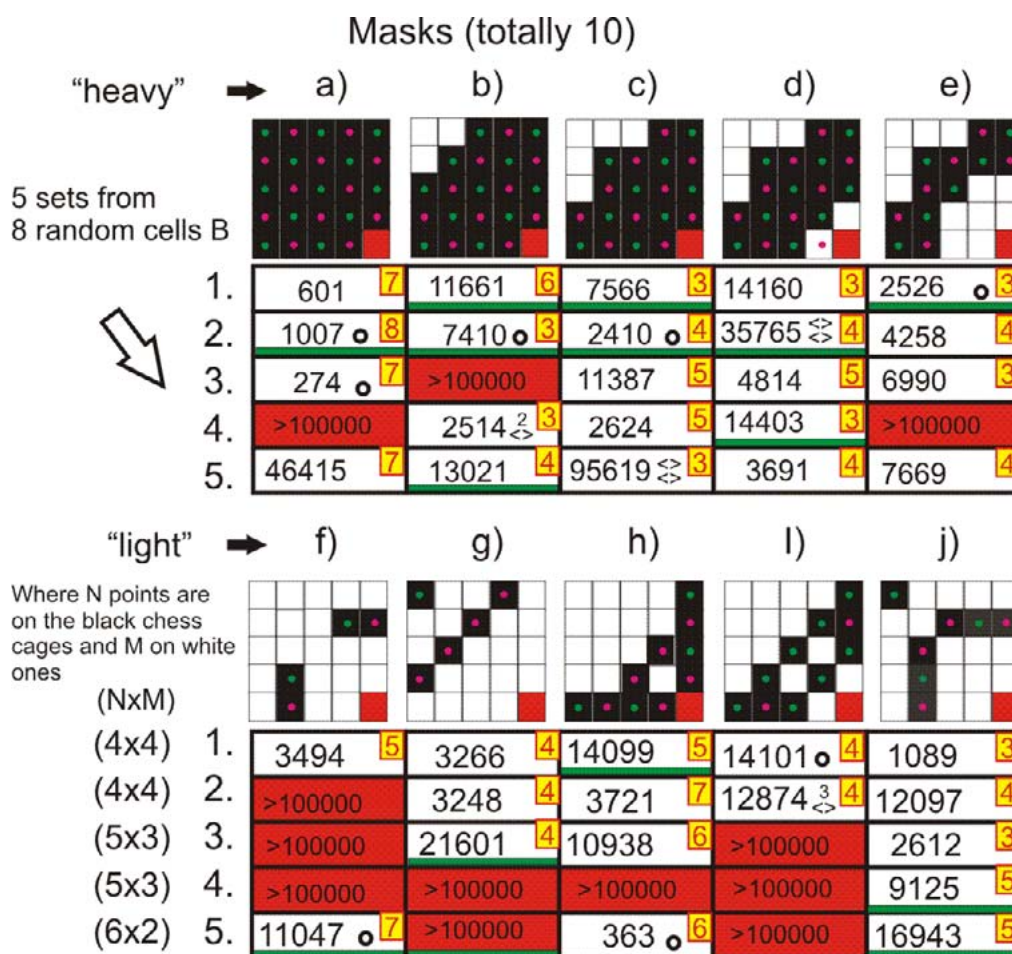 Masks (totally 10)
“heavy” a) b) c) d) e)
5 sets from
8 random cells B
1. 601 7 11661 6 7566 3 14160 3 2526 3
2. 1007 8 7410 3 2410 4 35765 <> <> 4 4258 4
3. 274 7 >100000 11387 5 4814 5 6990 3
4. >100000 2514 2 <> 3 2624 5 14403 3 >100000
5. 46415 7 13021 4 95619 <> <> 3 3691 4 7669 4
“light” f) g) h) I) j)
Where N points are
on the black chess
cages and M on white
ones
(NxM)
(4x4) 1. 3494 5 3266 4 14099 5 14101 4 1089 3
(4x4) 2. >100000 3248 4 3721 7 12874 3 <> 4 12097 4
(5x3) 3. >100000 21601 4 10938 6 >100000 2612 3
(5x3) 4. >100000 >100000 >100000 >100000 9125 5
(6x2) 5. 11047 7 >100000 363 6 >100000 16943 5